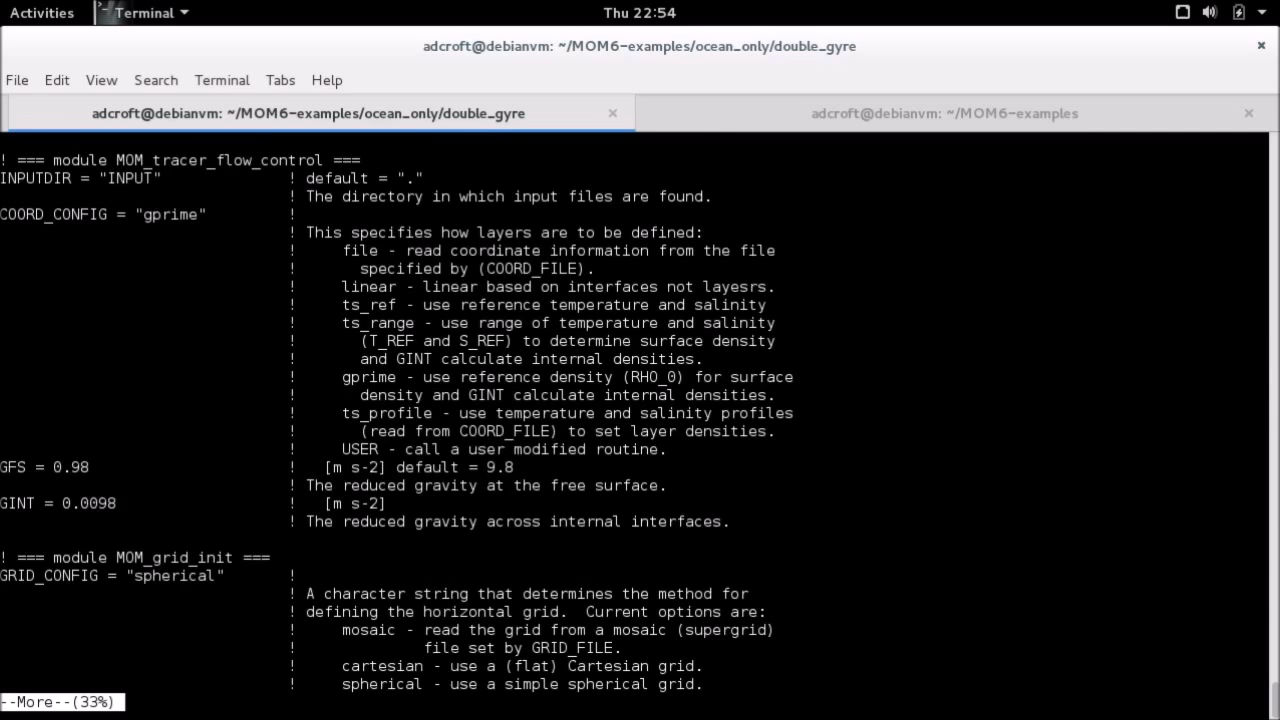 Activities Terminal Thu 22:54
adcroft@debianvm: ~/MOM6-examples/ocean_only/double_gyre ×
File Edit View Search Terminal Tabs Help
adcroft@debianvm: ~/MOM6-examples/ocean_only/double_gyre × adcroft@debianvm: ~/MOM6-examples ×
! === module MOM_tracer_flow_control ===
INPUTDIR = "INPUT" ! default = "."
! The directory in which input files are found.
COORD_CONFIG = "gprime" !
! This specifies how layers are to be defined:
! file - read coordinate information from the file
! specified by (COORD_FILE).
! linear - linear based on interfaces not layesrs.
! ts_ref - use reference temperature and salinity
! ts_range - use range of temperature and salinity
! (T_REF and S_REF) to determine surface density
! and GINT calculate internal densities.
! gprime - use reference density (RHO_0) for surface
! density and GINT calculate internal densities.
! ts_profile - use temperature and salinity profiles
! (read from COORD_FILE) to set layer densities.
! USER - call a user modified routine.
GFS = 0.98 ! [m s-2] default = 9.8
! The reduced gravity at the free surface.
GINT = 0.0098 ! [m s-2]
! The reduced gravity across internal interfaces.
! === module MOM_grid_init ===
GRID_CONFIG = "spherical" !
! A character string that determines the method for
! defining the horizontal grid.  Current options are:
! mosaic - read the grid from a mosaic (supergrid)
! file set by GRID_FILE.
! cartesian - use a (flat) Cartesian grid.
! spherical - use a simple spherical grid.
--More--(33%)